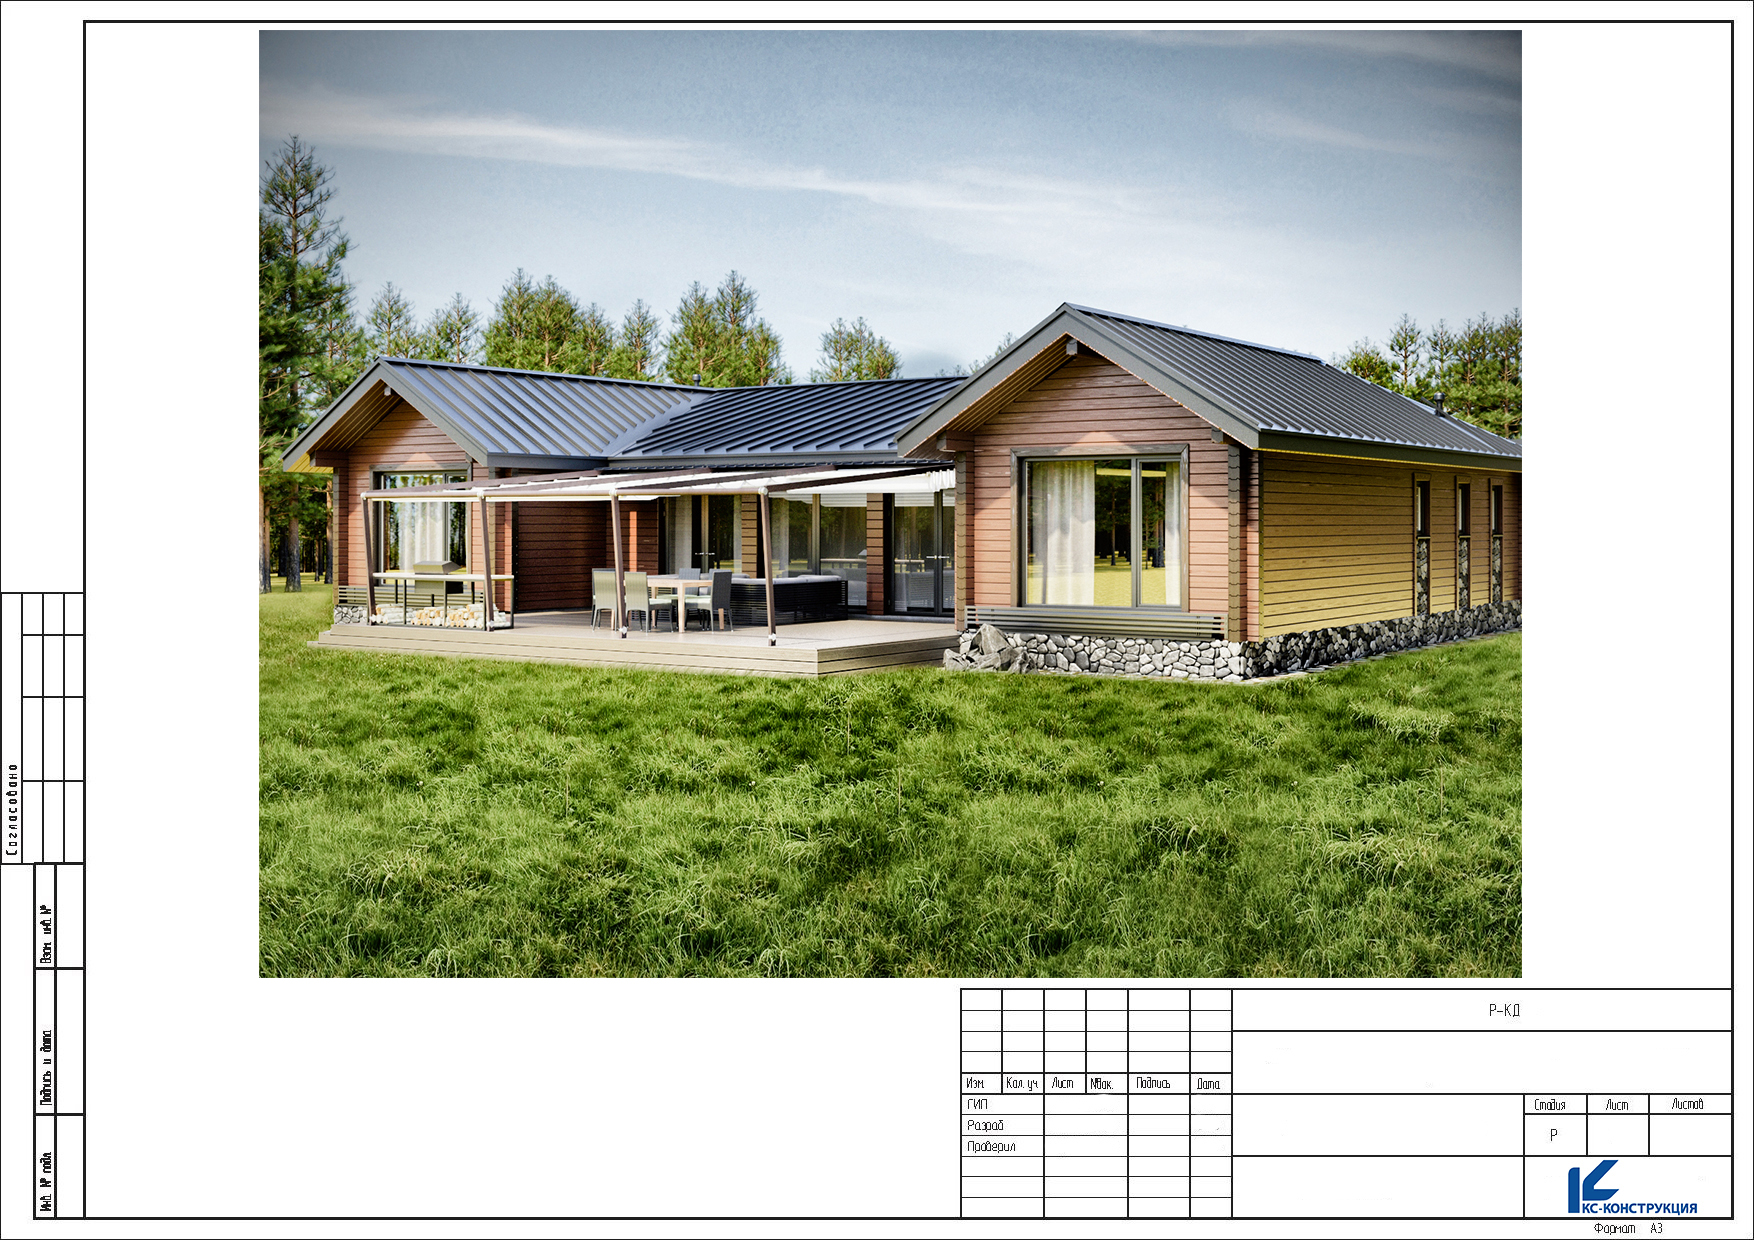 Согласовано
Взам. инв. №
Подпись и дата
Инв. № подл.
Р-КД
Изм. Кол. уч Лист №док. Подпись Дата
ГИП
Разраб
Проверил
Стадия Лист Листов
Р
КС-КОНСТРУКЦИЯ
Формат А3